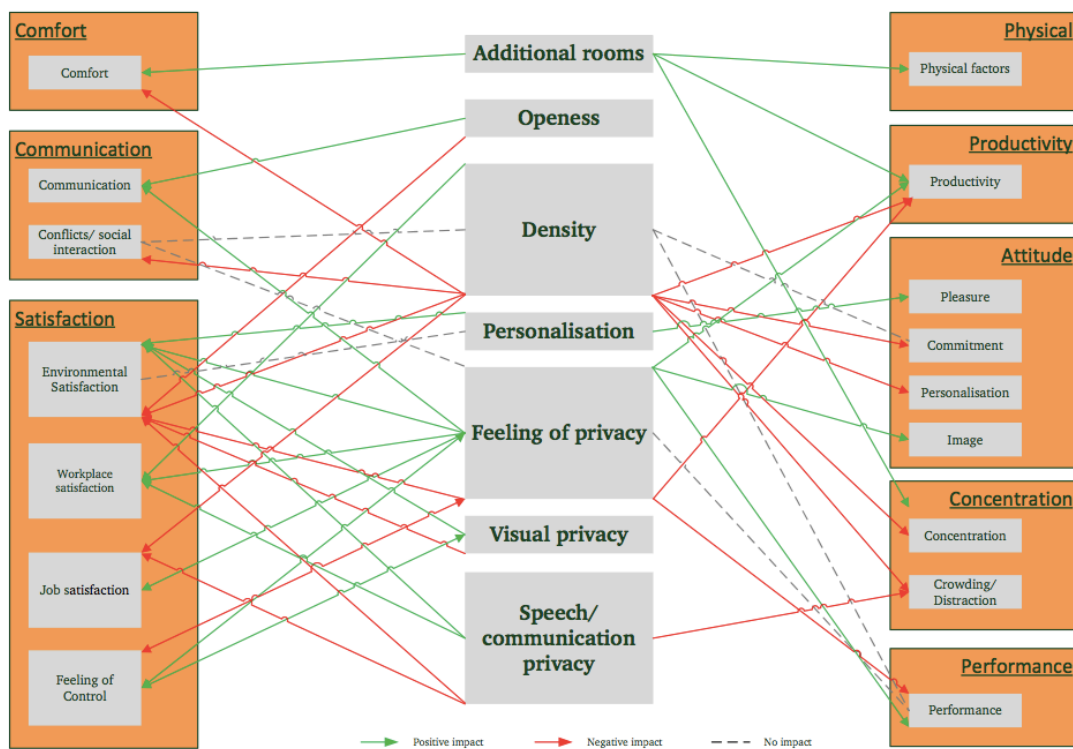 Comfort
Comfort
Communication
Communication
Conflicts/ social
interaction
Satisfaction
Environmental
Satisfaction
Workplace
satisfaction
Job satisfaction
Feeling of
Control
Additional rooms
Openess
Density
Personalisation
Feeling of privacy
Visual privacy
Speech/
communication
privacy
Physical
Physical factors
Productivity
Productivity
Attitude
Pleasure
Commitment
Personalisation
Image
Concentration
Concentration
Crowding/
Distraction
Performance
Performance
Positive impact
Negative impact
No impact